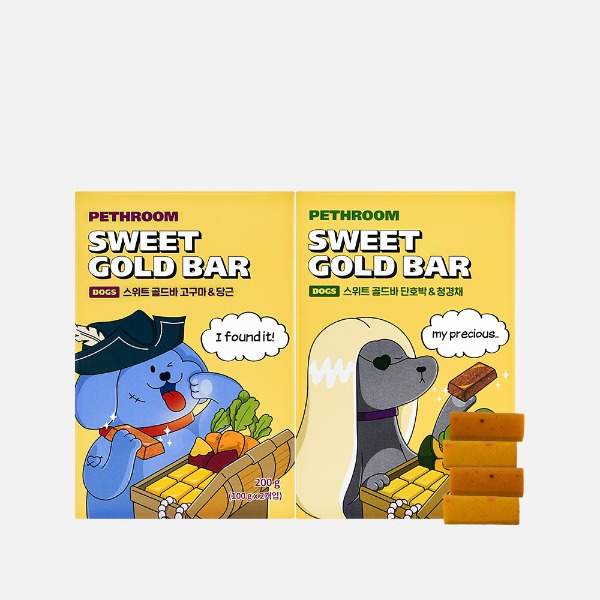 PETHROOM
SWEET
GOLD BAR
DOGS 스위트 골드바 고구마&당근
I found it!
200 g
(100 g x 2개입)
PETHROOM
SWEET
GOLD BAR
DOGS 스위트 골드바 단호박&청경채
my precious..